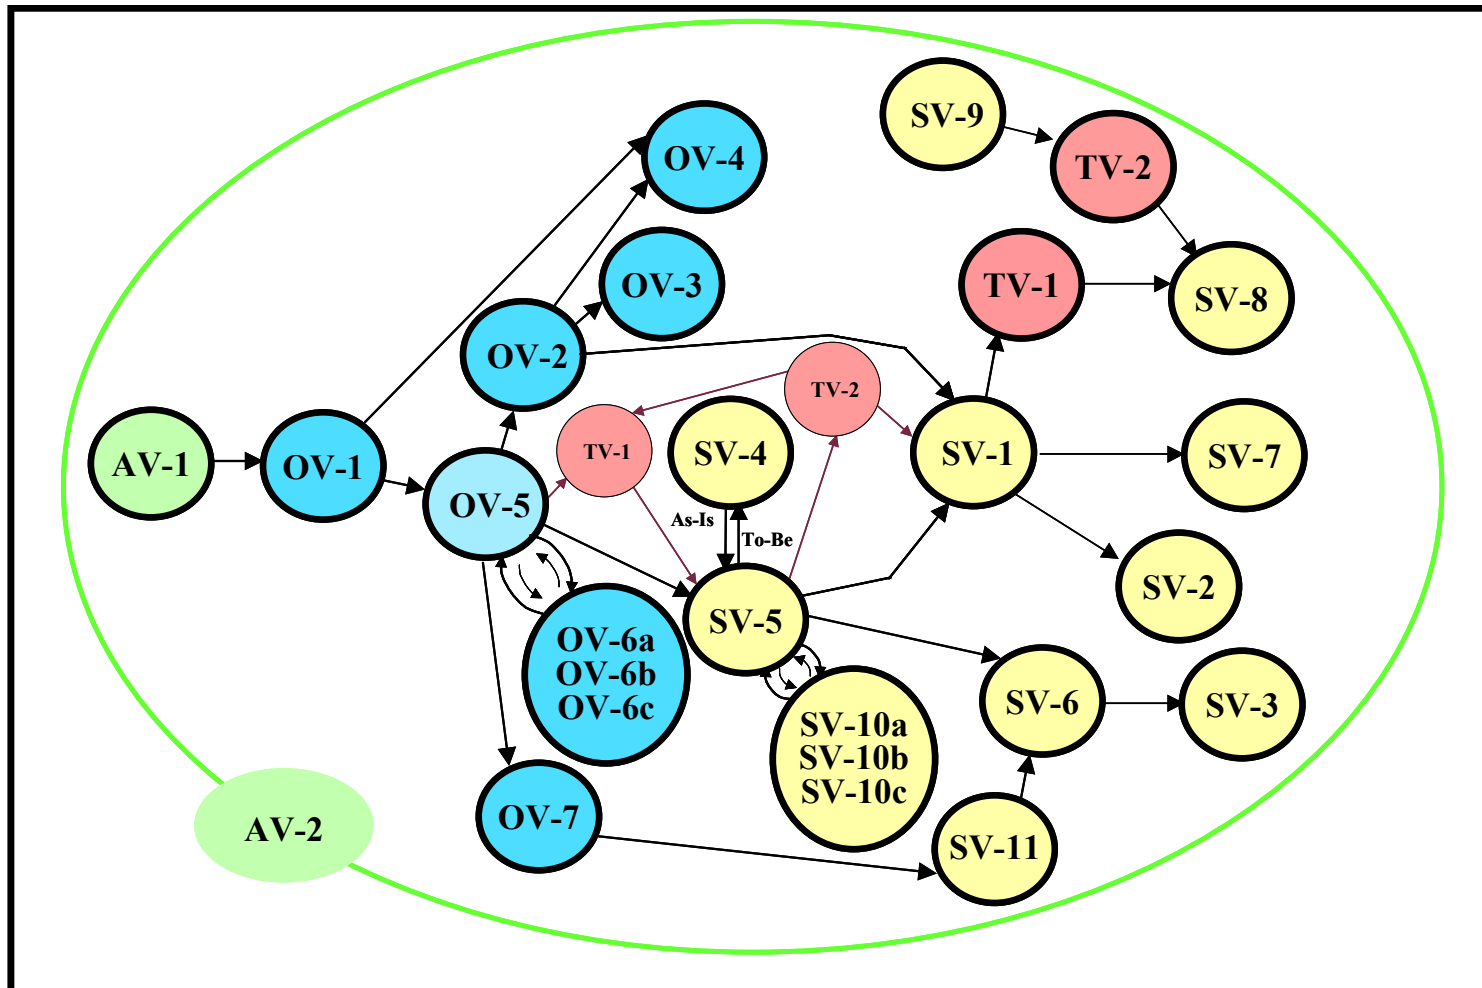 SV-9
OV-4
TV-2
OV-3
TV-1
SV-8
OV-2
TV-2
AV-1
OV-1
TV-1
SV-4
SV-1
SV-7
OV-5
As-Is
To-Be
SV-2
SV-5
OV-6a
OV-6b
OV-6c
SV-6
SV-3
SV-10a
SV-10b
SV-10c
OV-7
AV-2
SV-11